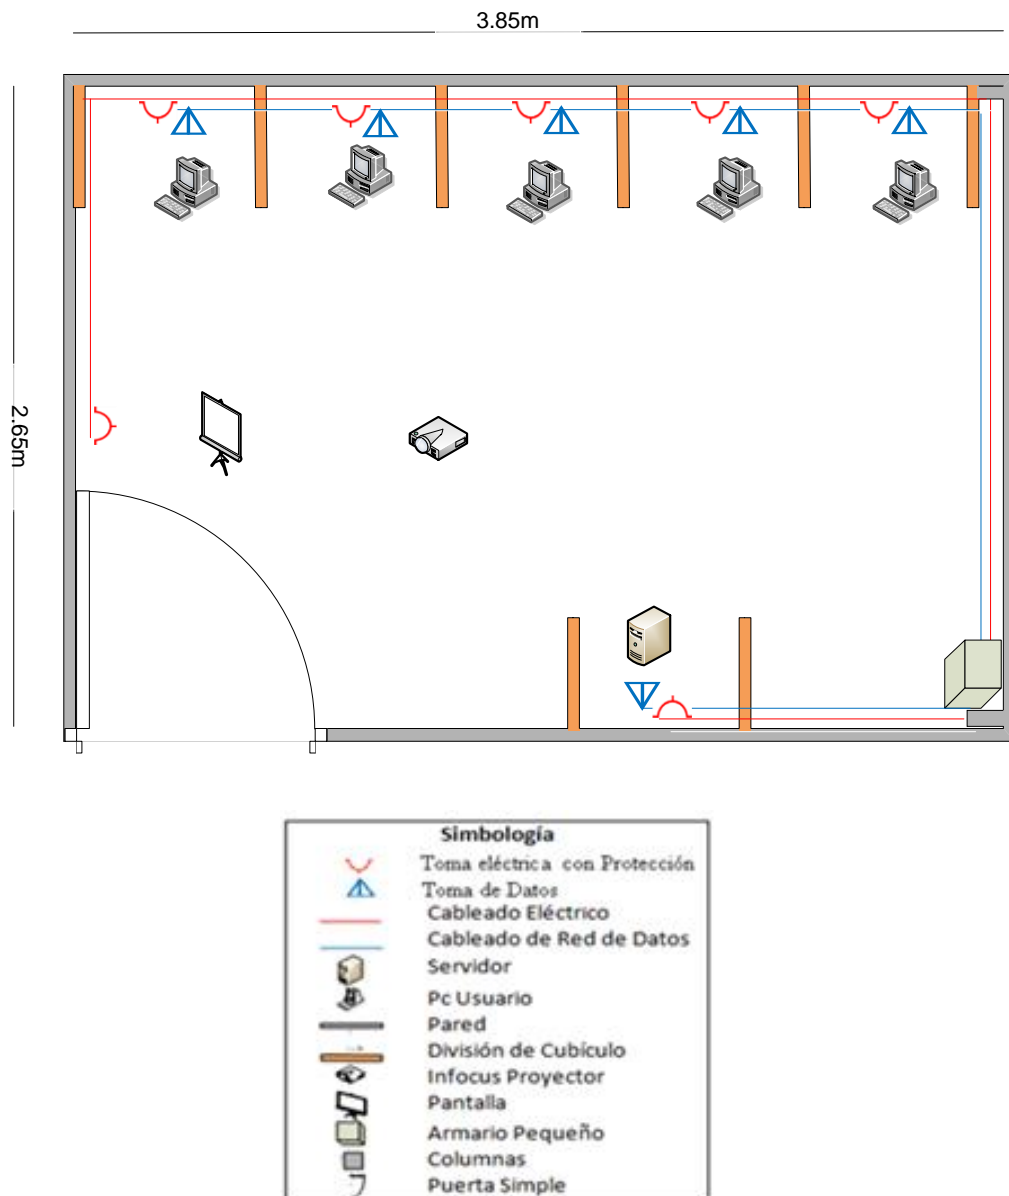 3.85m
2.65m
Simbología
Toma eléctrica con Protección
Toma de Datos
Cableado Eléctrico
Cableado de Red de Datos
Servidor
Pc Usuario
Pared
División de Cubículo
Infocus Proyector
Pantalla
Armario Pequeño
Columnas
Puerta Simple